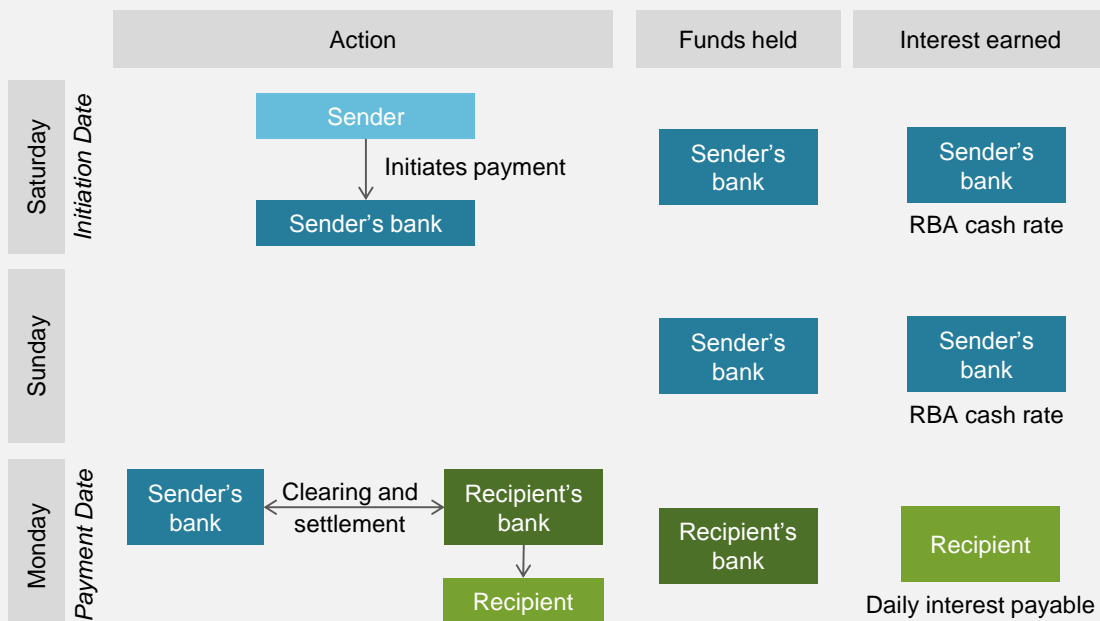 Action
Funds held
Interest earned
Saturday
Initiation Date
Sender
Initiates payment
Sender's bank
Sender's
bank
Sender's
bank
RBA cash rate
Sunday
Sender's
bank
Sender's
bank
RBA cash rate
Monday
Payment Date
Sender's
bank
Clearing and
settlement
Recipient's
bank
Recipient
Recipient's
bank
Recipient
Daily interest payable